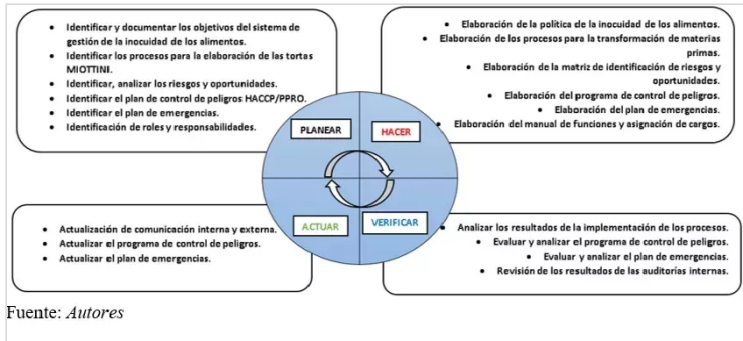 • Identificar y documentar los objetivos del sistema de
gestión de la inocuidad de los alimentos.
• Identificar los procesos para la elaboración de las tortas
MIOTTINI.
• Identificar, analizar los riesgos y oportunidades.
• Identificar el plan de control de peligros HACCP/PPRO.
• Identificar el plan de emergencias.
• Identificación de roles y responsabilidades.
• Elaboración de la política de la inocuidad de los alimentos.
• Elaboración de los procesos para la transformación de materias
primas.
• Elaboración de la matriz de identificación de riesgos y
oportunidades.
• Elaboración del programa de control de peligros.
• Elaboración del plan de emergencias.
• Elaboración del manual de funciones y asignación de cargos.
PLANEAR
HACER
ACTUAR
VERIFICAR
• Actualización de comunicación interna y externa.
• Actualizar el programa de control de peligros.
• Actualizar el plan de emergencias.
• Analizar los resultados de la implementación de los procesos.
• Evaluar y analizar el programa de control de peligros.
• Evaluar y analizar el plan de emergencias.
• Revisión de los resultados de las auditorías internas.
Fuente: Autores